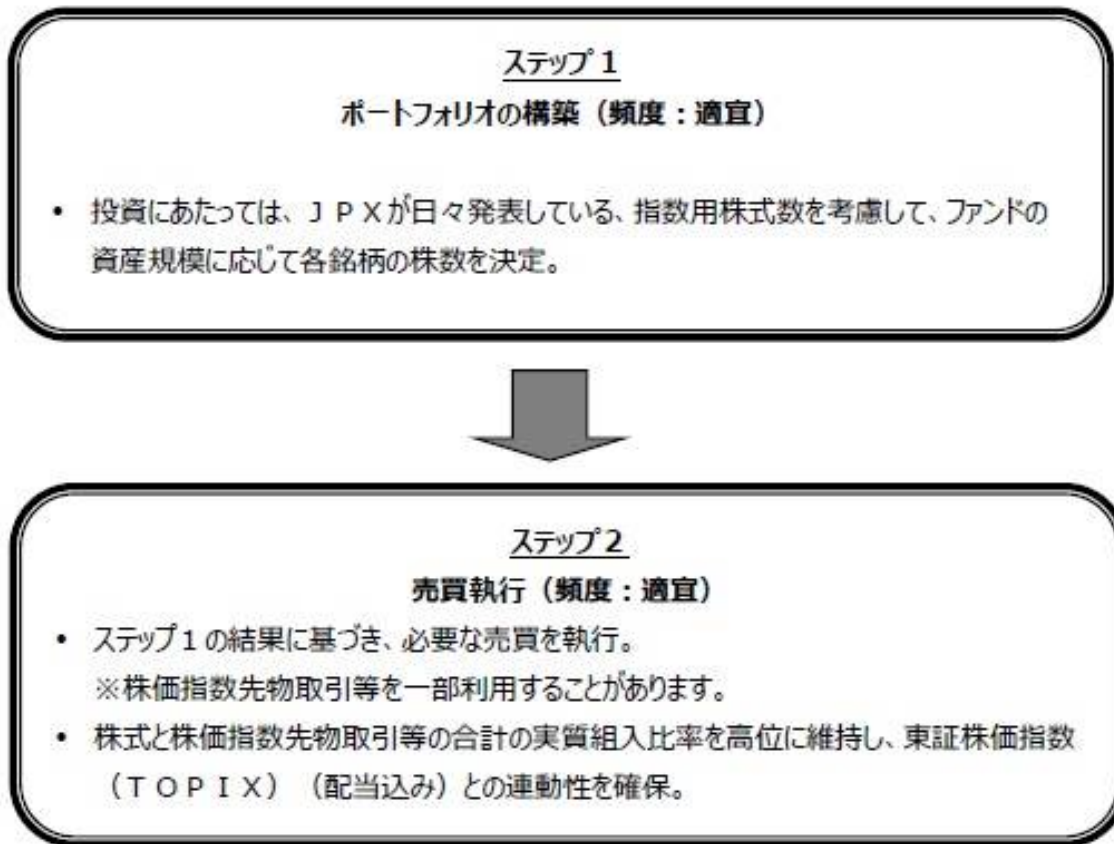 ステップ１
ポートフォリオの構築（頻度：適宜）
• 投資にあたっては、ＪＰＸが日々発表している、指数用株式数を考慮して、ファンドの
資産規模に応じて各銘柄の株数を決定。
ステップ２
売買執行（頻度：適宜）
• ステップ１の結果に基づき、必要な売買を執行。
※株価指数先物取引等を一部利用することがあります。
• 株式と株価指数先物取引等の合計の実質組入比率を高位に維持し、東証株価指数
（ＴＯＰＩＸ）（配当込み）との連動性を確保。